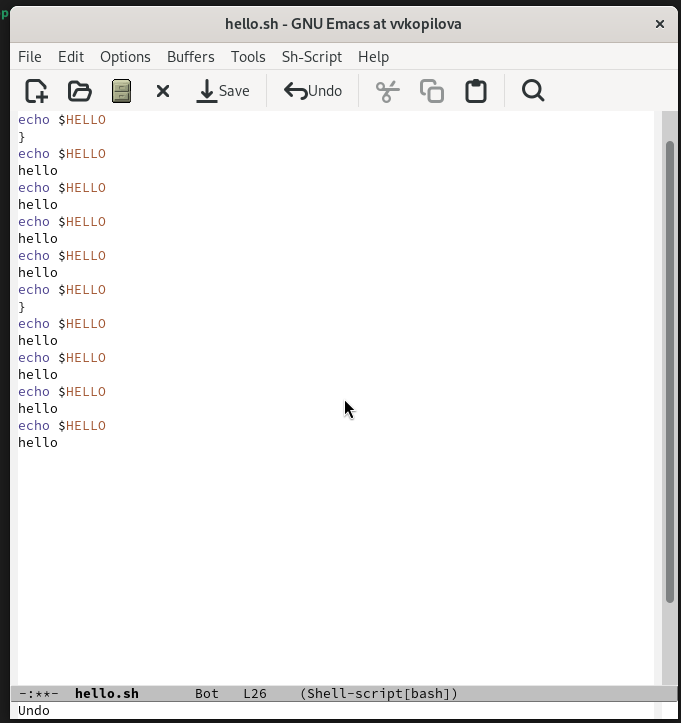 p
hello.sh - GNU Emacs at vvkopilova
File Edit Options Buffers Tools Sh-Script Help
Save Undo
echo $HELLO
}
echo $HELLO
hello
echo $HELLO
hello
echo $HELLO
hello
echo $HELLO
hello
echo $HELLO
}
echo $HELLO
hello
echo $HELLO
hello
echo $HELLO
hello
echo $HELLO
hello
-:**- hello.sh Bot L26 (Shell-script[bash])
Undo